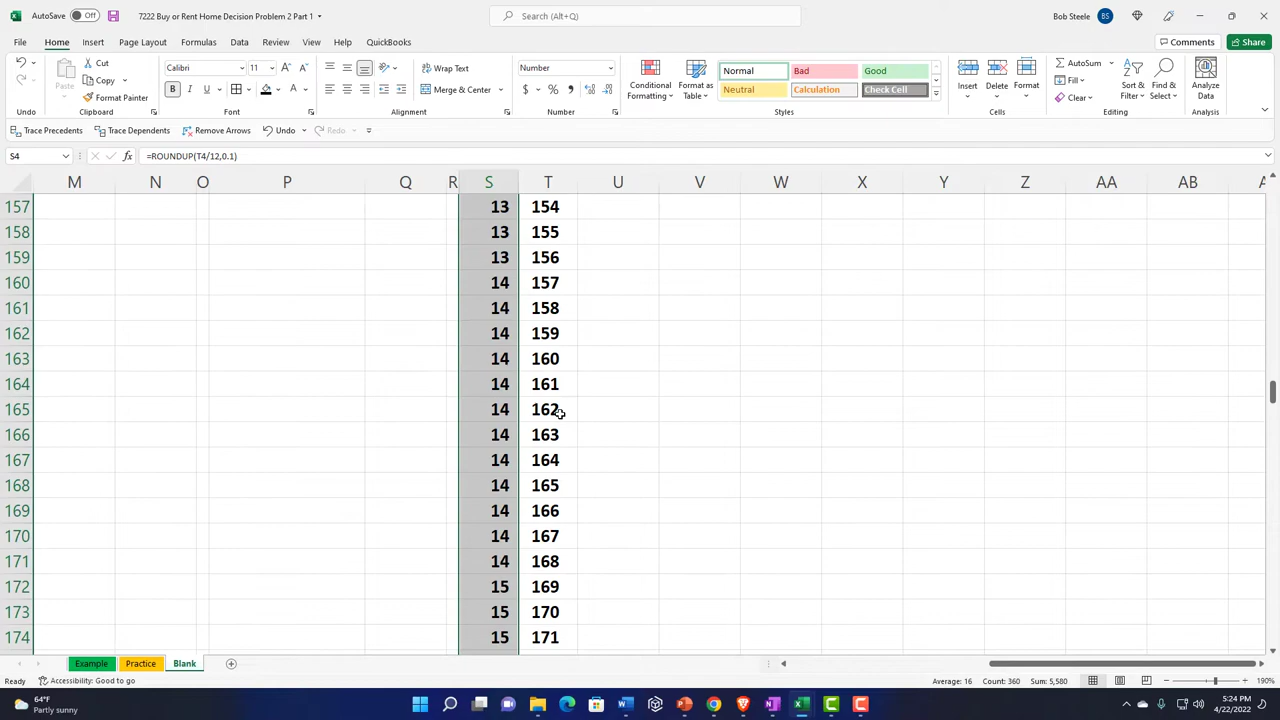 AutoSave Off 7222 Buy or Rent Home Decision Problem 2 Part 1 Search (Alt+Q) Bob Steele BS
File Home Insert Page Layout Formulas Data Review View Help QuickBooks Comments Share
Cut Calibri 11 Wrap Text Number Normal Bad Good AutoSum
Copy Paste Format Painter B I U Merge & Center $ % Conditional Formatting Format as Table Neutral Calculation Check Cell Insert Delete Format Fill Clear Sort & Filter Find & Select Analyze Data
Undo Clipboard Font Alignment Number Styles Cells Editing Analysis
Trace Precedents Trace Dependents Remove Arrows Undo Redo
S4 fx =ROUNDUP(T4/12,0.1)
M N O P Q R S T U V W X Y Z AA AB A
157 13 154
158 13 155
159 13 156
160 14 157
161 14 158
162 14 159
163 14 160
164 14 161
165 14 162
166 14 163
167 14 164
168 14 165
169 14 166
170 14 167
171 14 168
172 15 169
173 15 170
174 15 171
Example Practice Blank
Ready Accessibility: Good to go Average: 16 Count: 360 Sum: 5,580 190%
64°F
Partly sunny
5:24 PM
4/22/2022